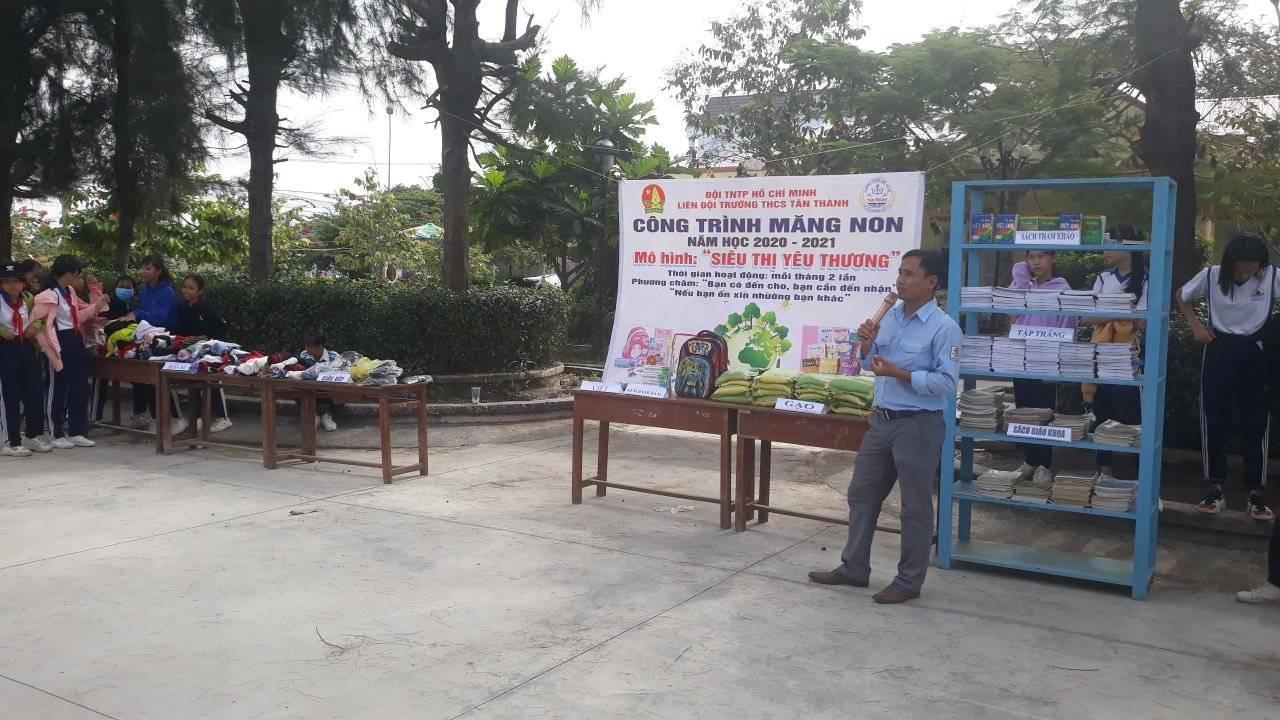 ĐỘI TNTP HỒ CHÍ MINH
LIÊN ĐỘI TRƯỜNG THCS TÂN THÀNH
CÔNG TRÌNH MĂNG NON
NĂM HỌC 2020 - 2021
Mô hình: "SIÊU THỊ YÊU THƯƠNG"
Thời gian hoạt động: mỗi tháng 2 lần
Phương châm: "Bạn có đến cho, bạn cần đến nhận"
"Nếu bạn ổn xin nhường bạn khác"
VIẾT
GẠO
SÁCH THAM KHẢO
TẬP TRẮNG
SÁCH GIÁO KHOA